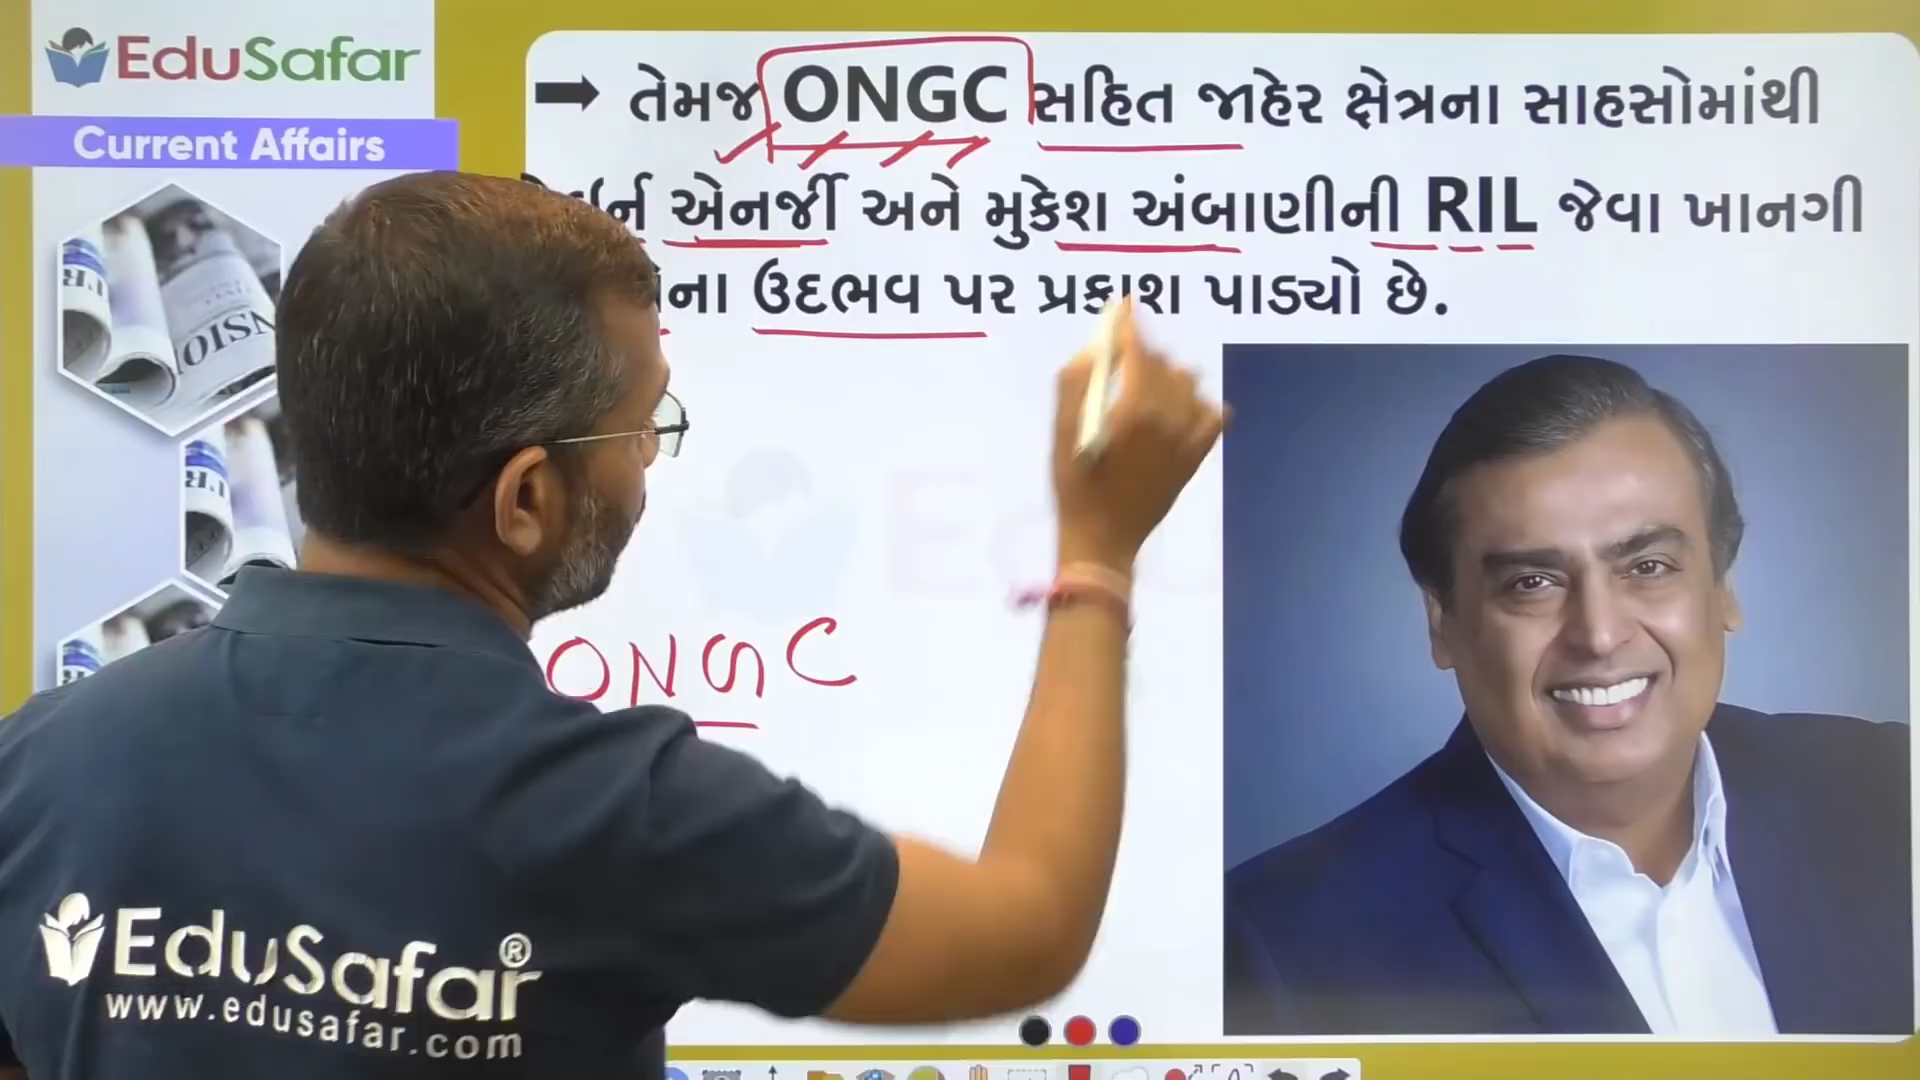 EduSafar
Current Affairs
➡ તેમજ ONGC સહિત જાહેર ક્ષેત્રના સાહસોમાંથી
એનર્જી અને મુકેશ અંબાણીની RIL જેવા ખાનગી
ઉદભવ પર પ્રકાશ પાડ્યો છે.
ONGC
EduSafar®
www.edusafar.com